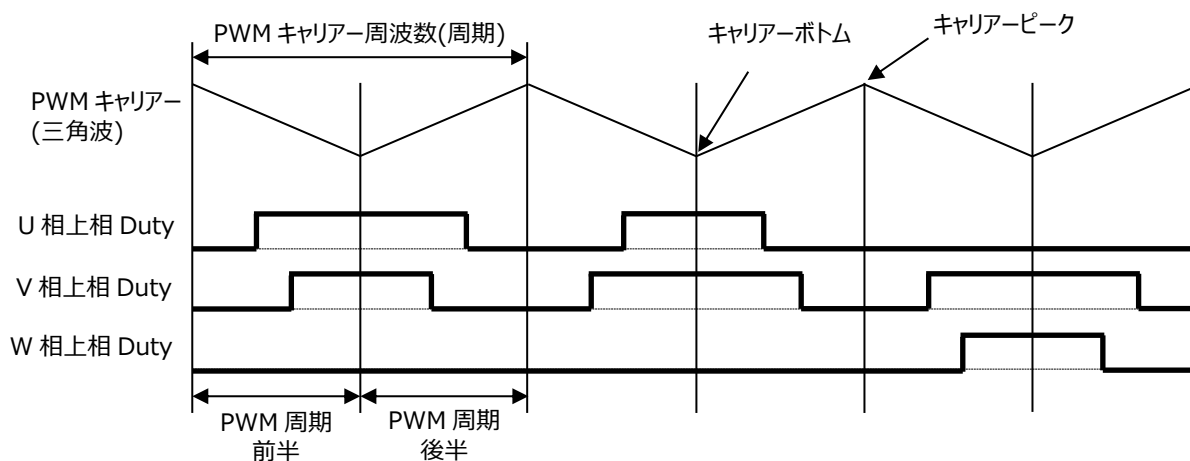 PWM キャリアー周波数(周期)
キャリアーボトム
キャリアーピーク
PWM キャリアー
(三角波)
U 相上相 Duty
V 相上相 Duty
W 相上相 Duty
PWM 周期
前半
PWM 周期
後半